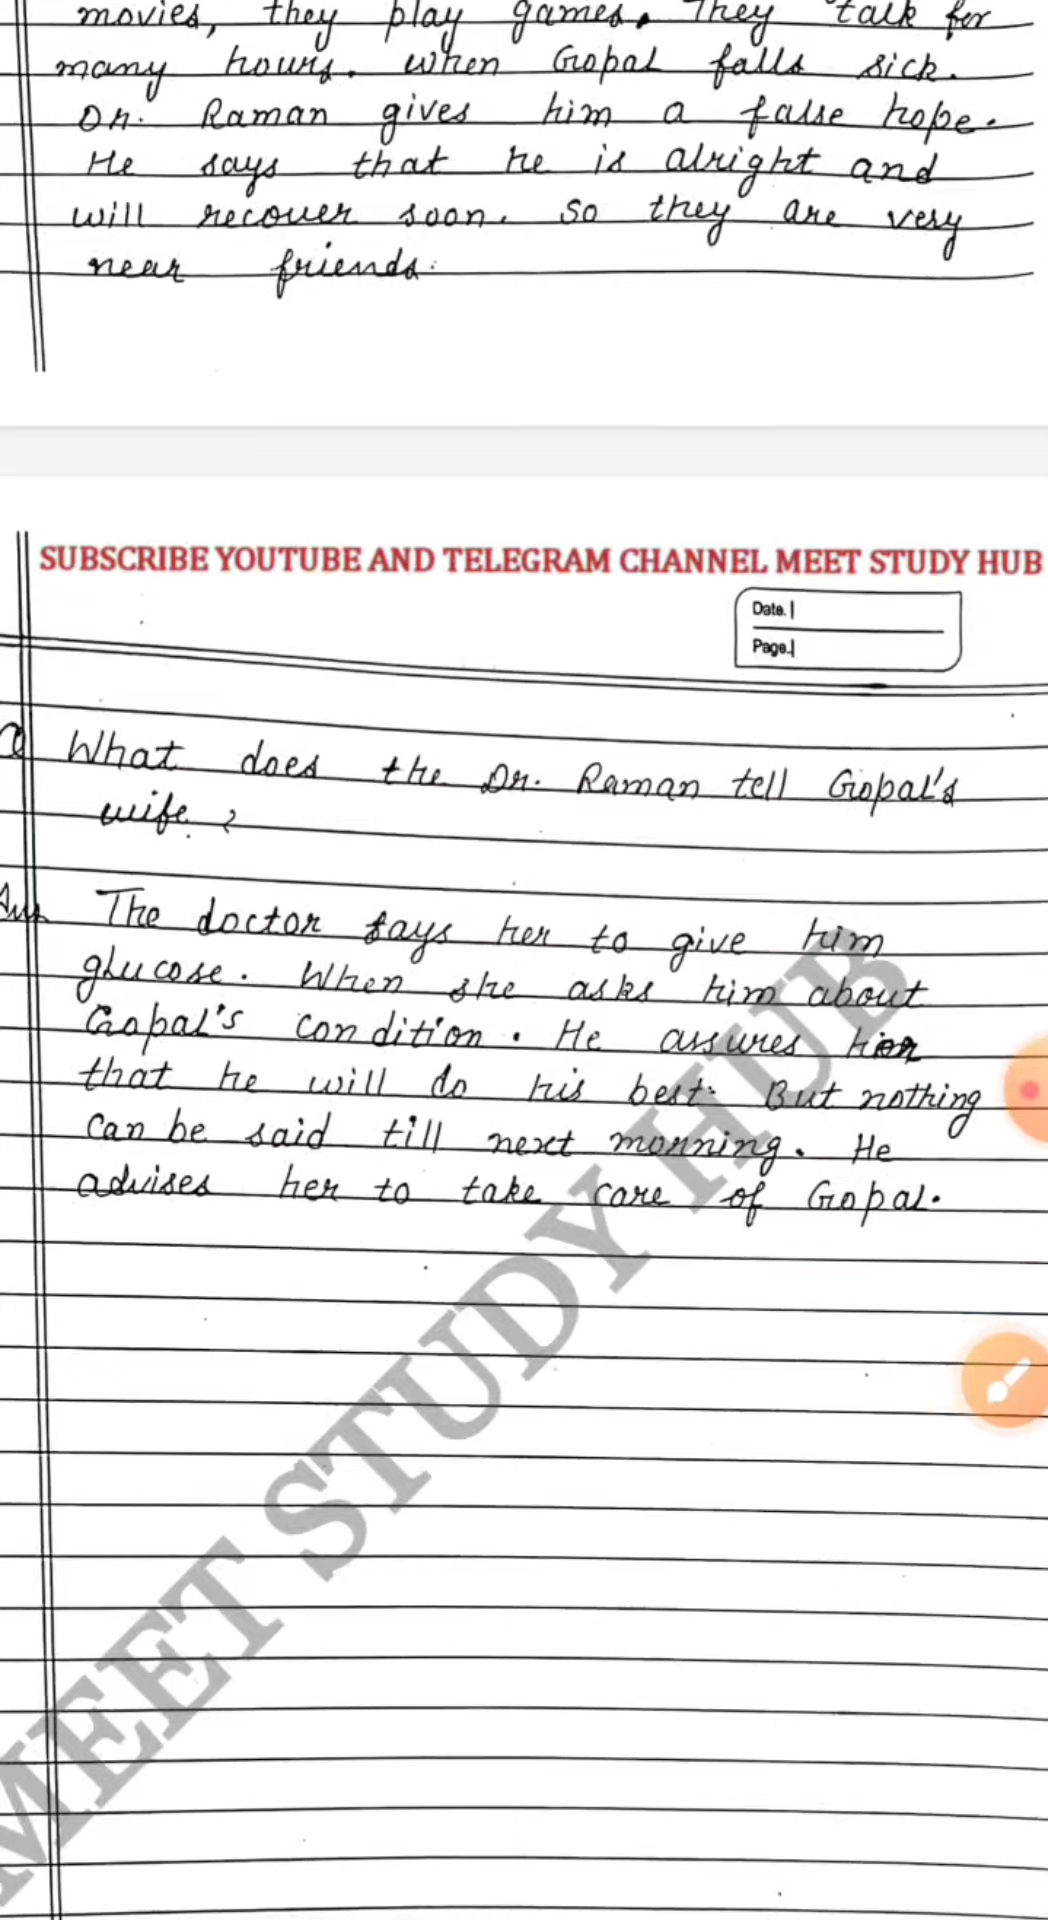 movies, they play games. They talk for
many hours. when Gopal falls sick.
Dr. Raman gives him a false hope.
He says that he is alright and
will recover soon. So they are very
near friends.
SUBSCRIBE YOUTUBE AND TELEGRAM CHANNEL MEET STUDY HUB
Date.
Page.
Q What does the Dr. Raman tell Gopal's
wife ?
Ans The doctor says her to give him
glucose. When she asks him about
Gopal's condition. He assures her
that he will do his best. But nothing
can be said till next morning. He
advises her to take care of Gopal.
MEET STUDY HUB